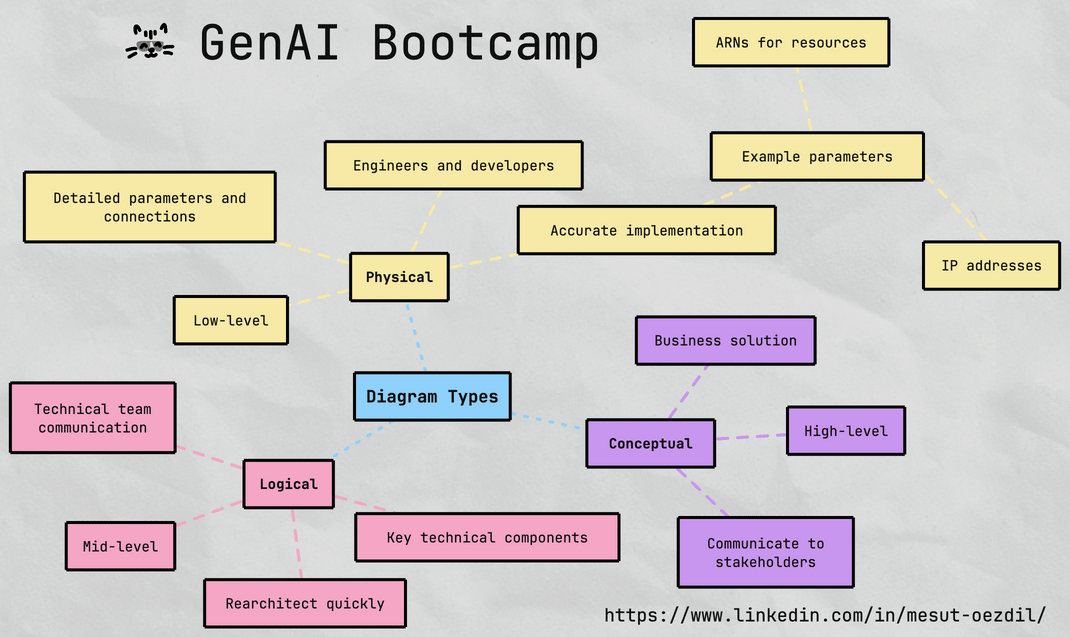 GenAI Bootcamp
ARNs for resources
Engineers and developers
Example parameters
Detailed parameters and
connections
Accurate implementation
IP addresses
Physical
Low-level
Business solution
Diagram Types
Technical team
communication
High-level
Conceptual
Logical
Key technical components
Mid-level
Communicate to
stakeholders
Rearchitect quickly
https://www.linkedin.com/in/mesut-oezdil/